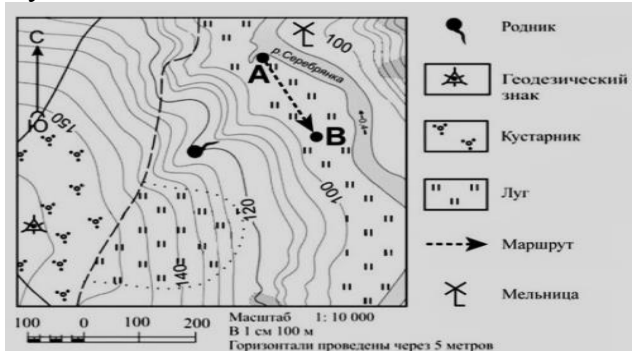 С
Ю
А
В
р. Серебрянка
100
150
120
100
140
Родник
Геодезический
знак
Кустарник
Луг
Маршрут
Мельница
100 0 100 200
Масштаб 1: 10 000
В 1 см 100 м
Горизонтали проведены через 5 метров